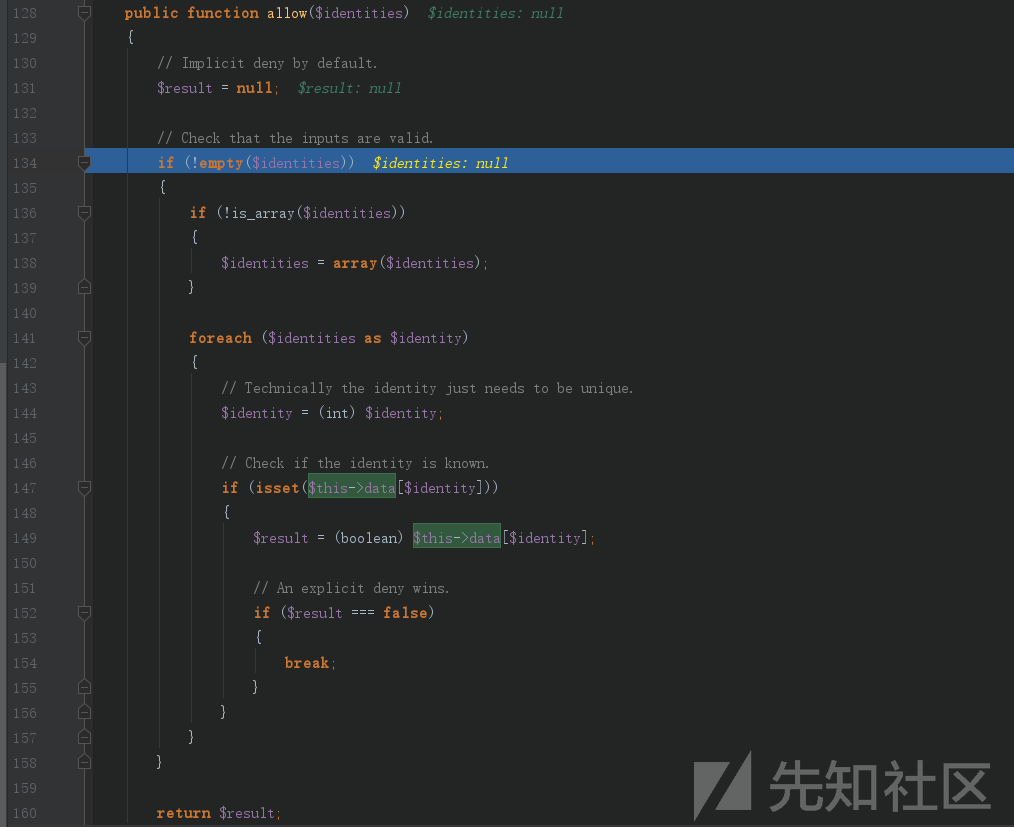 128 public function allow($identities) $identities: null
129 {
130 // Implicit deny by default.
131 $result = null; $result: null
132
133 // Check that the inputs are valid.
134 if (!empty($identities)) $identities: null
135 {
136 if (!is_array($identities))
137 {
138 $identities = array($identities);
139 }
140
141 foreach ($identities as $identity)
142 {
143 // Technically the identity just needs to be unique.
144 $identity = (int) $identity;
145
146 // Check if the identity is known.
147 if (isset($this->data[$identity]))
148 {
149 $result = (boolean) $this->data[$identity];
150
151 // An explicit deny wins.
152 if ($result === false)
153 {
154 break;
155 }
156 }
157 }
158 }
159
160 return $result;
先知社区